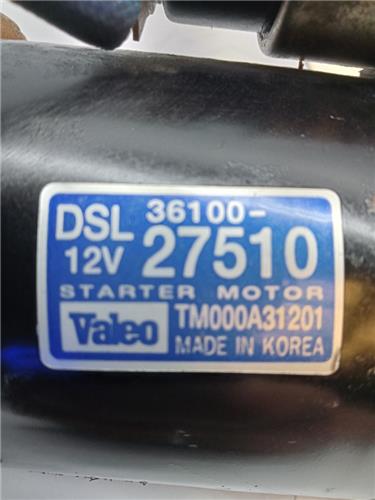 DSL 36100-
12V 27510
STARTER MOTOR
Valeo TM000A31201
MADE IN KOREA